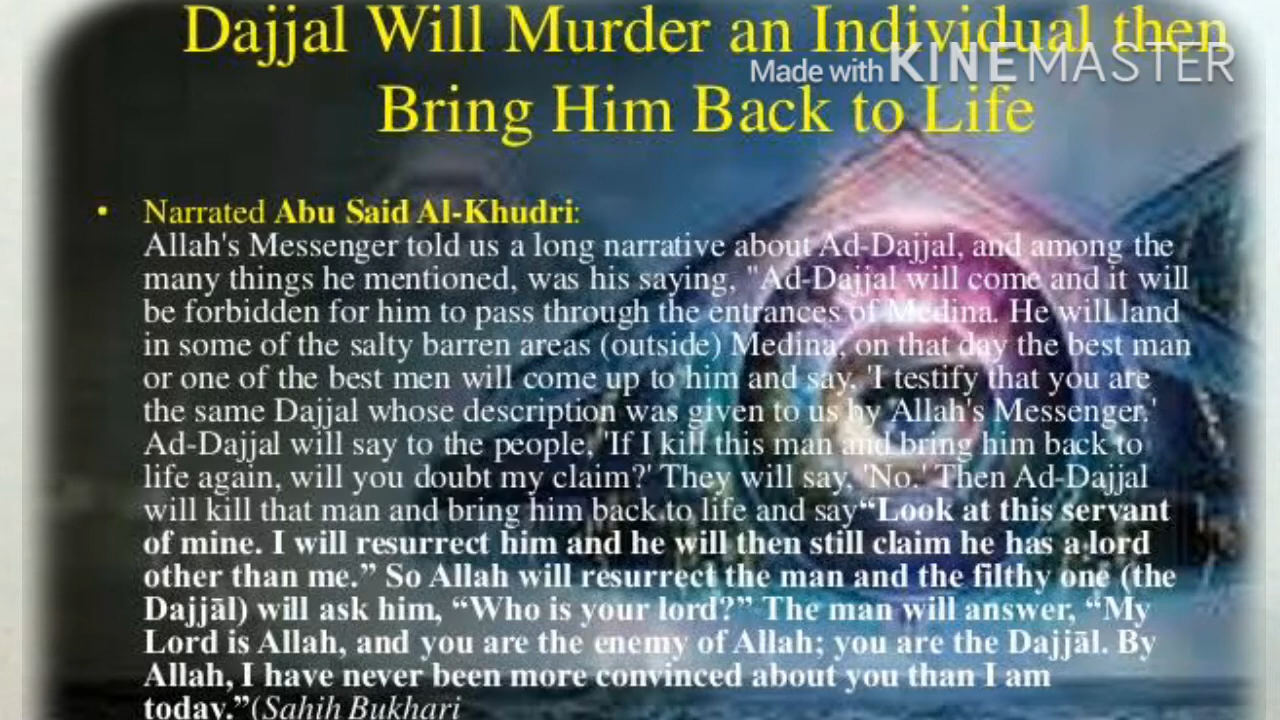 Dajjal Will Murder an Individual then
Made with KINEMASTER
Bring Him Back to Life
• Narrated Abu Said Al-Khudri:
Allah's Messenger told us a long narrative about Ad-Dajjal, and among the
many things he mentioned, was his saying, "Ad-Dajjal will come and it will
be forbidden for him to pass through the entrances of Medina. He will land
in some of the salty barren areas (outside) Medina, on that day the best man
or one of the best men will come up to him and say, 'I testify that you are
the same Dajjal whose description was given to us by Allah's Messenger.'
Ad-Dajjal will say to the people, 'If I kill this man and bring him back to
life again, will you doubt my claim?' They will say, 'No.' Then Ad-Dajjal
will kill that man and bring him back to life and say“Look at this servant
of mine. I will resurrect him and he will then still claim he has a lord
other than me.” So Allah will resurrect the man and the filthy one (the
Dajjāl) will ask him, “Who is your lord?” The man will answer, “My
Lord is Allah, and you are the enemy of Allah; you are the Dajjāl. By
Allah, I have never been more convinced about you than I am
today.”(Sahih Bukhari